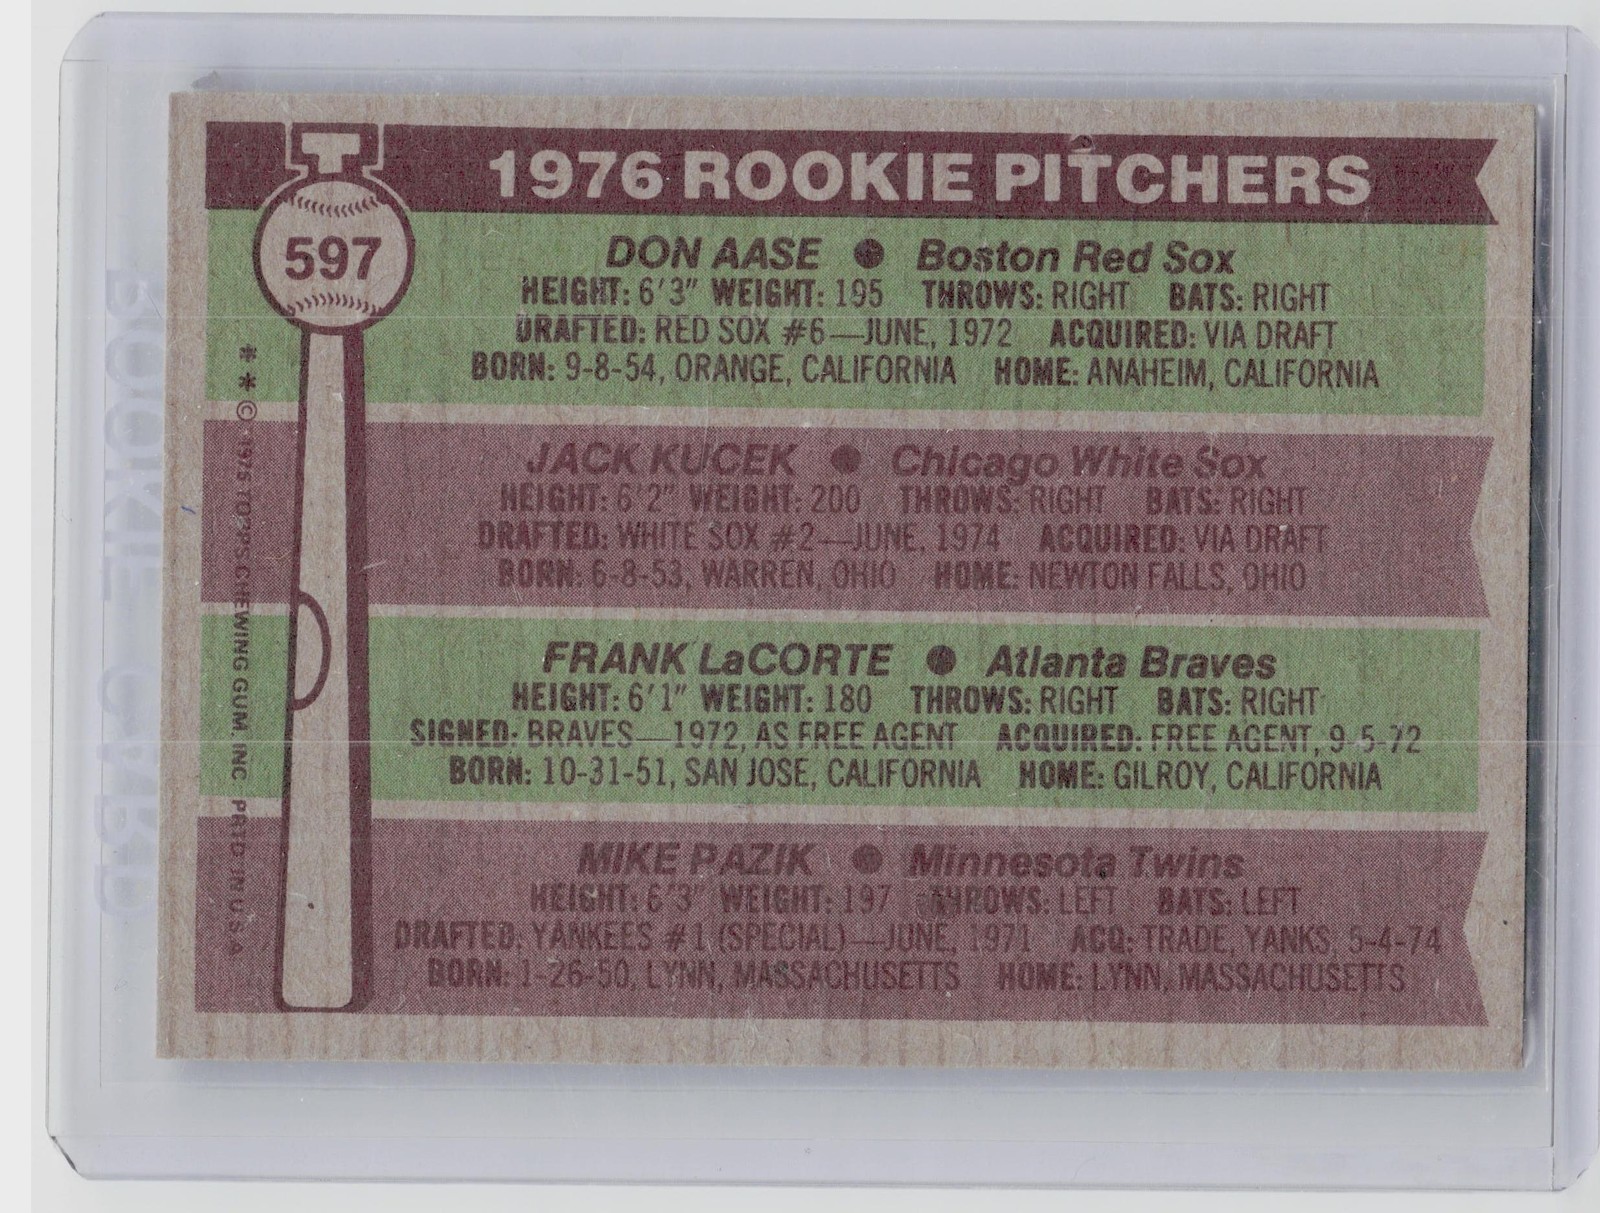 T
1976 ROOKIE PITCHERS
597
DON AASE ● Boston Red Sox
HEIGHT: 6'3" WEIGHT: 195 THROWS: RIGHT BATS: RIGHT
DRAFTED: RED SOX #6—JUNE, 1972 ACQUIRED: VIA DRAFT
BORN: 9-8-54, ORANGE, CALIFORNIA HOME: ANAHEIM, CALIFORNIA
JACK KUCEK ● Chicago White Sox
HEIGHT: 6'2" WEIGHT: 200 THROWS: RIGHT BATS: RIGHT
DRAFTED: WHITE SOX #2—JUNE, 1974 ACQUIRED: VIA DRAFT
BORN: 6-8-53, WARREN, OHIO HOME: NEWTON FALLS, OHIO
FRANK LaCORTE ● Atlanta Braves
HEIGHT: 6'1" WEIGHT: 180 THROWS: RIGHT BATS: RIGHT
SIGNED: BRAVES—1972, AS FREE AGENT ACQUIRED: FREE AGENT, 9-5-72
BORN: 10-31-51, SAN JOSE, CALIFORNIA HOME: GILROY, CALIFORNIA
MIKE PAZIK ● Minnesota Twins
HEIGHT: 6'3" WEIGHT: 197 THROWS: LEFT BATS: LEFT
DRAFTED: YANKEES #1 (SPECIAL)—JUNE, 1971 ACQ: TRADE, YANKS, 5-4-74
BORN: 1-26-50, LYNN, MASSACHUSETTS HOME: LYNN, MASSACHUSETTS
** © 1975 TOPPS CHEWING GUM, INC. PRTD. IN U.S.A.
ROOKIE CARD